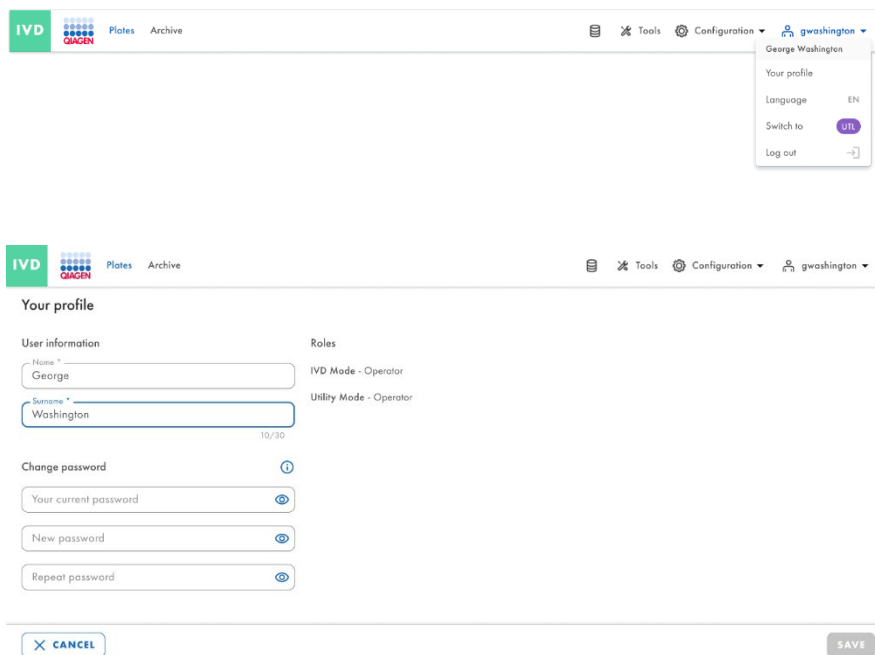 IVD QIAGEN Plates Archive Tools Configuration gwashington
George Washington
Your profile
Language EN
Switch to UTL
Log out
IVD QIAGEN Plates Archive Tools Configuration gwashington
Your profile
User information Roles
Name *
George
IVD Mode - Operator
Surname *
Washington
Utility Mode - Operator
10/30
Change password
Your current password
New password
Repeat password
CANCEL SAVE